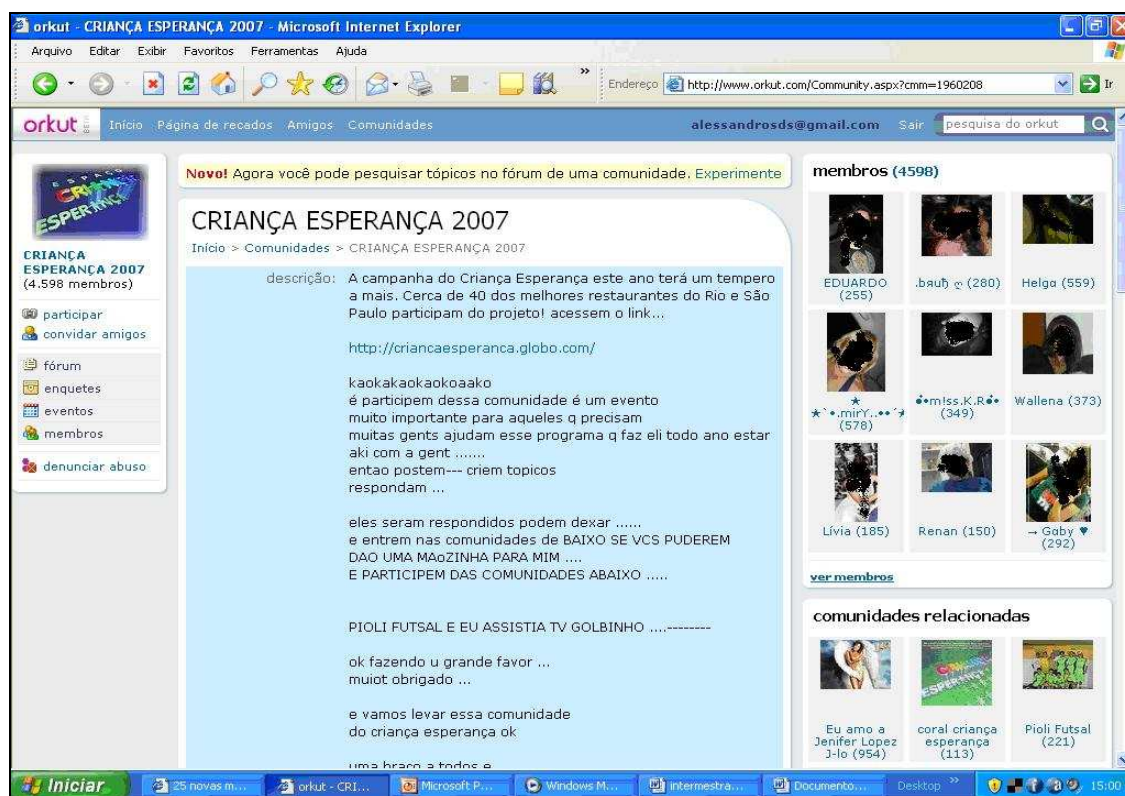 orkut - CRIANÇA ESPERANÇA 2007 - Microsoft Internet Explorer
Arquivo Editar Exibir Favoritos Ferramentas Ajuda
Endereço http://www.orkut.com/Community.aspx?cmm=1960208 Ir
orkut Início Página de recados Amigos Comunidades alessandrosds@gmail.com Sair pesquisa do orkut
ESPAÇO
CRIANÇA
ESPERANÇA
CRIANÇA
ESPERANÇA 2007
(4.598 membros)
participar
convidar amigos
fórum
enquetes
eventos
membros
denunciar abuso
Novo! Agora você pode pesquisar tópicos no fórum de uma comunidade. Experimente
CRIANÇA ESPERANÇA 2007
Início > Comunidades > CRIANÇA ESPERANÇA 2007
descrição: A campanha do Criança Esperança este ano terá um tempero
a mais. Cerca de 40 dos melhores restaurantes do Rio e São
Paulo participam do projeto! acessem o link...
http://criancaesperanca.globo.com/
kaokakaokaokoaako
é participem dessa comunidade é um evento
muito importante para aqueles q precisam
muitas gents ajudam esse programa q faz eli todo ano estar
aki com a gent .......
entao postem--- criem topicos
respondam ...
eles seram respondidos podem dexar ......
e entrem nas comunidades de BAIXO SE VCS PUDEREM
DAO UMA MAoZINHA PARA MIM ....
E PARTICIPEM DAS COMUNIDADES ABAIXO .....
PIOLI FUTSAL E EU ASSISTIA TV GOLBINHO ....--------
ok fazendo u grande favor ...
muiot obrigado ...
e vamos levar essa comunidade
do criança esperança ok
uma braço a todos e
membros (4598)
EDUARDO
(255)
(280)
Helga (559)
(578)
(349)
Wallena (373)
Lívia (185)
Renan (150)
→ Gaby ♥
(292)
ver membros
comunidades relacionadas
Eu amo a
Jenifer Lopez
J-lo (954)
coral criança
esperança
(113)
Pioli Futsal
(221)
Iniciar 25 novas m... orkut - CRI... Microsoft P... Windows M... intermestra... Documento... Desktop 15:00